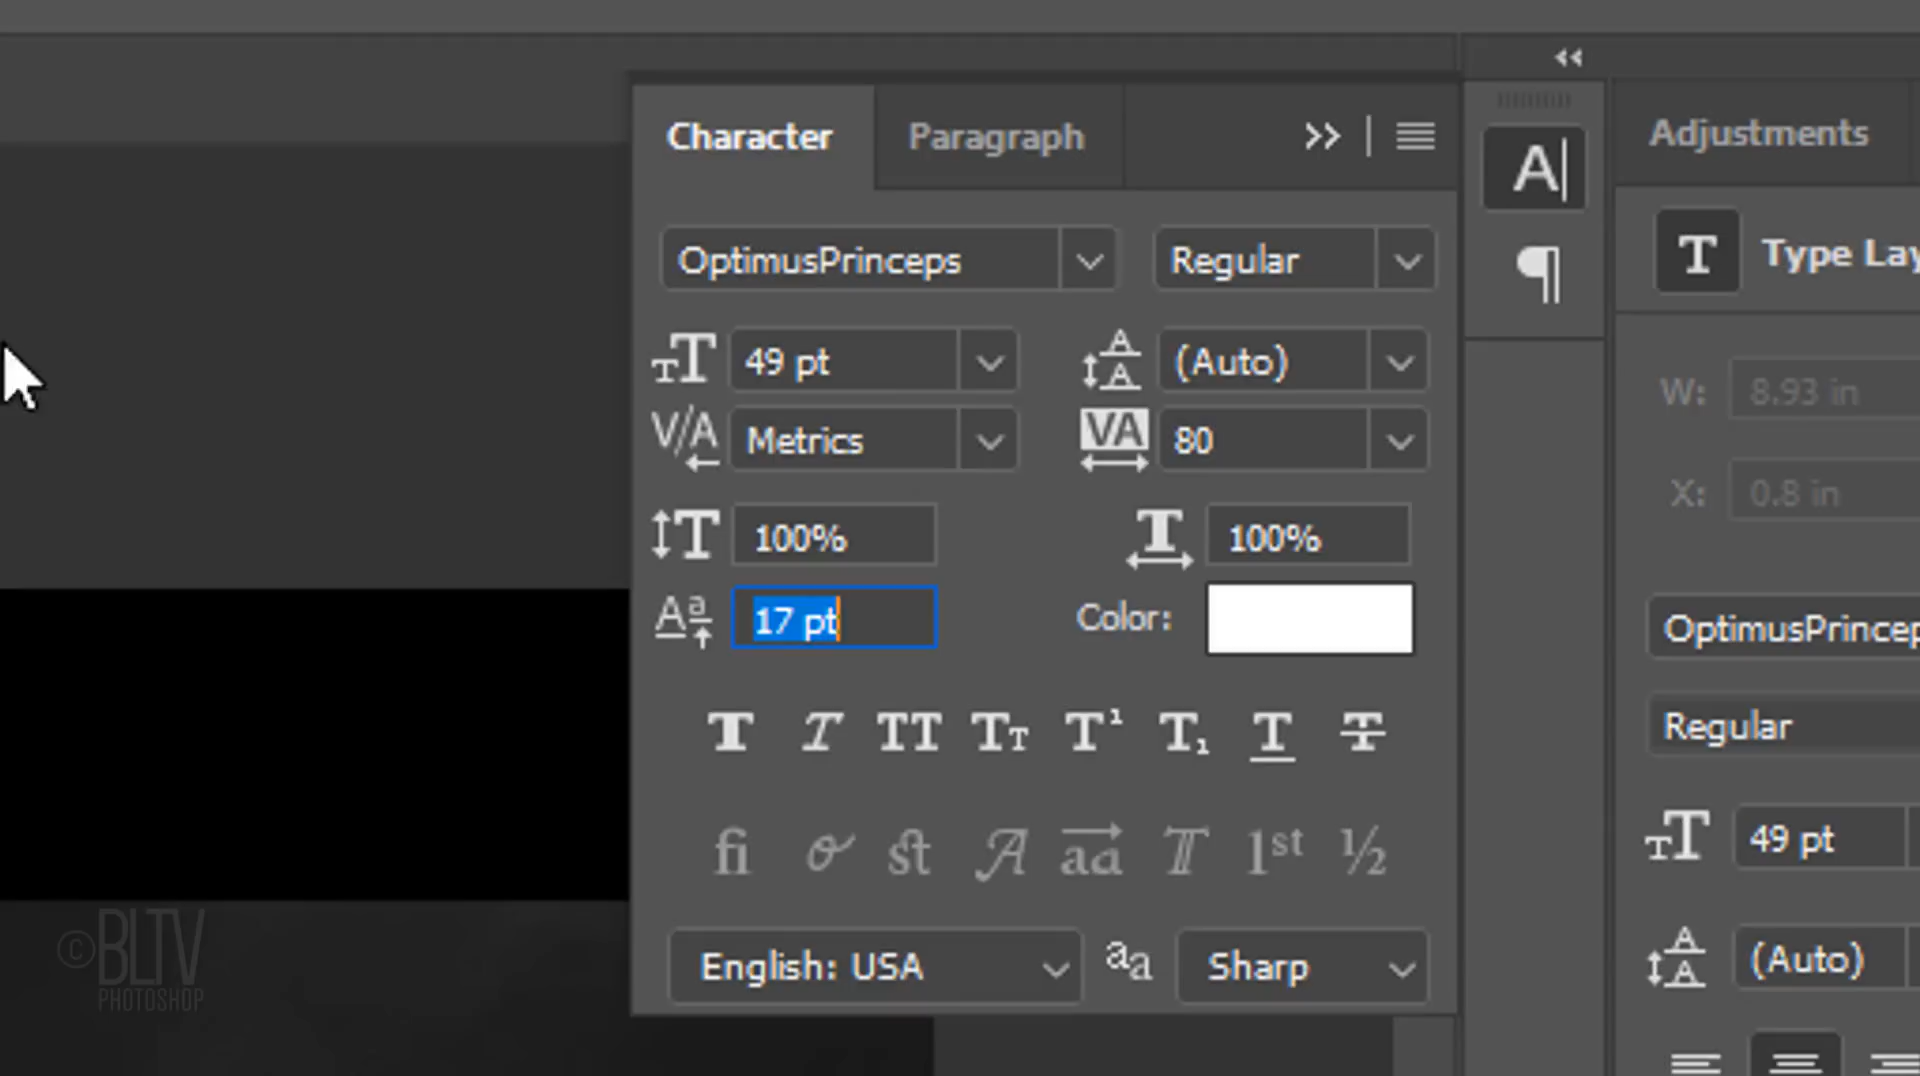 Character
Paragraph
Adjustments
OptimusPrinceps
Regular
Type Lay
49 pt
(Auto)
W:
8.93 in
Metrics
80
X:
0.8 in
100%
100%
17 pt
Color:
OptimusPrincep
Regular
49 pt
English: USA
Sharp
(Auto)
©BLTV
PHOTOSHOP